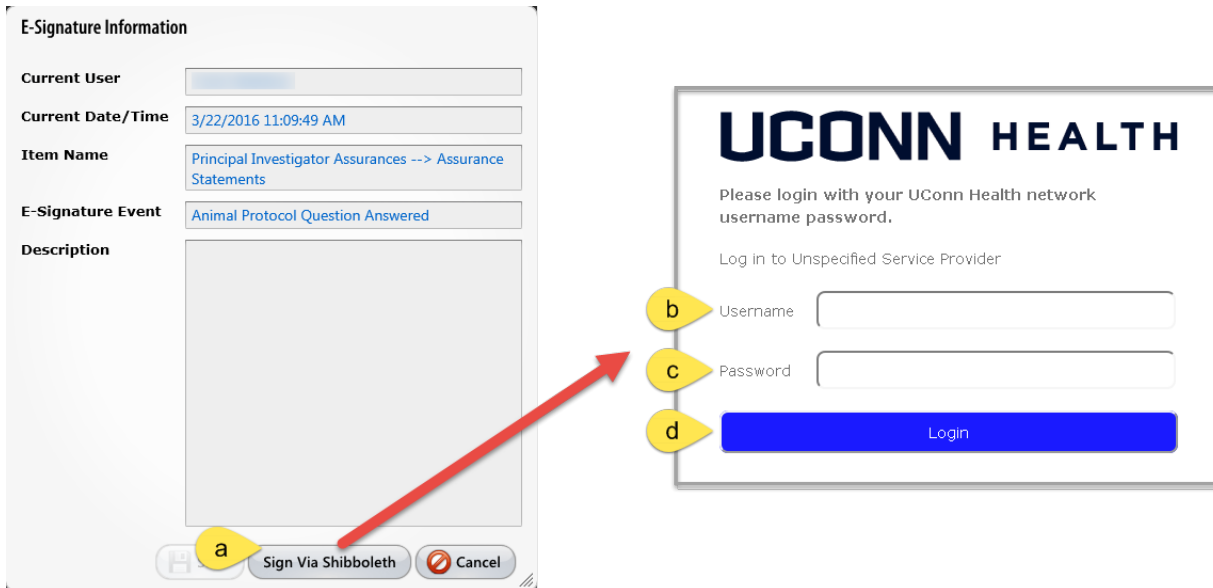 E-Signature Information
Current User
Current Date/Time
3/22/2016 11:09:49 AM
Item Name
Principal Investigator Assurances --> Assurance
Statements
E-Signature Event
Animal Protocol Question Answered
Description
a
Sign Via Shibboleth
Cancel
UCONN HEALTH
Please login with your UConn Health network
username password.
Log in to Unspecified Service Provider
b
Username
c
Password
d
Login